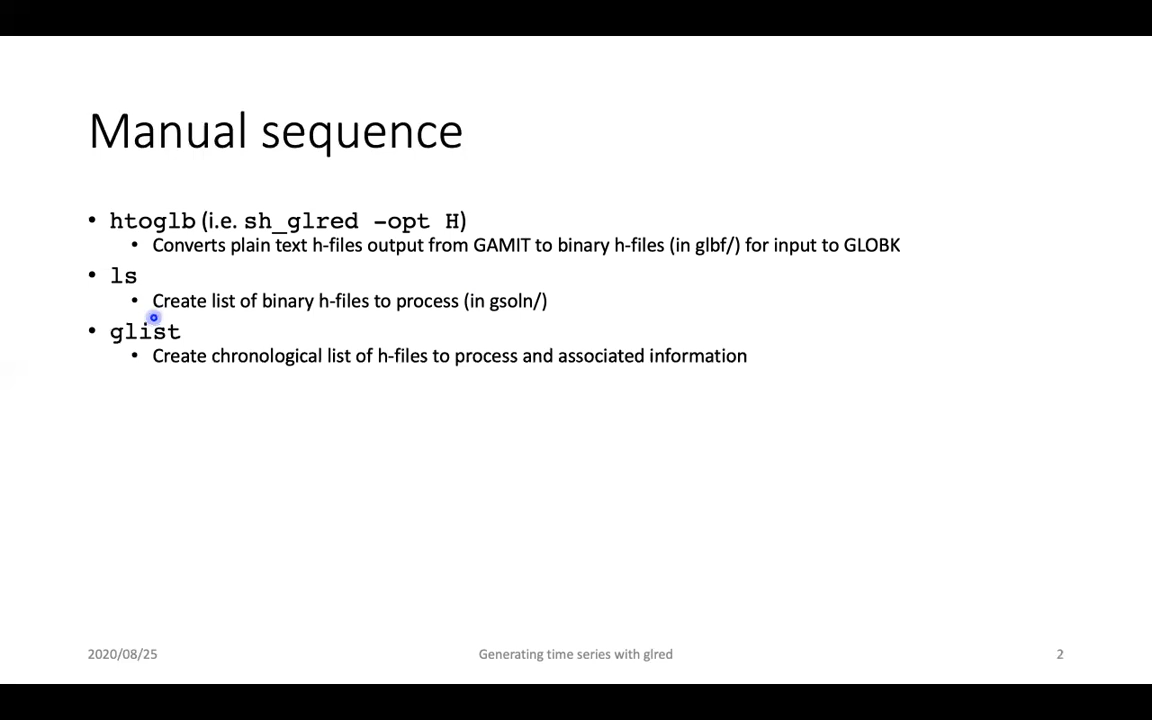 Manual sequence
• htoglb (i.e. sh_glred –opt H)
• Converts plain text h-files output from GAMIT to binary h-files (in glbf/) for input to GLOBK
• ls
• Create list of binary h-files to process (in gsoln/)
• glist
• Create chronological list of h-files to process and associated information
2020/08/25
Generating time series with glred
2